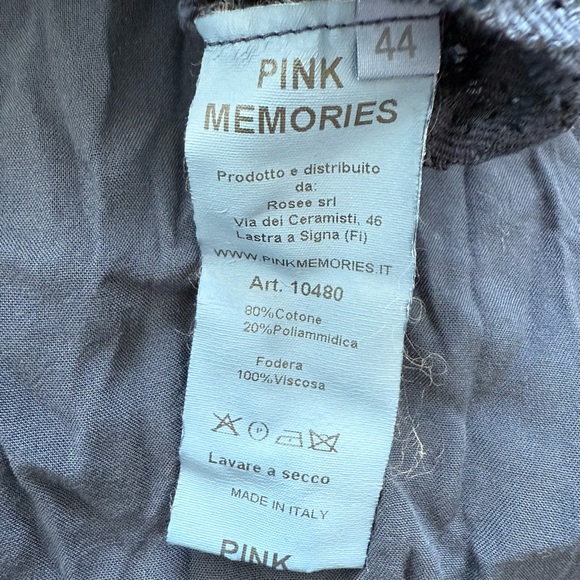 44
PINK
MEMORIES
Prodotto e distribuito
da:
Rosee srl
Via dei Ceramisti, 46
Lastra a Signa (Fi)
WWW.PINKMEMORIES.IT
Art. 10480
80%Cotone
20%Poliammidica
Fodera
100%Viscosa
P
Lavare a secco
MADE IN ITALY
PINK